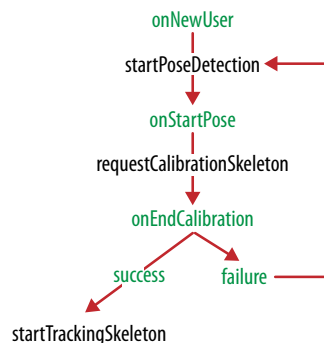 onNewUser
startPoseDetection
onStartPose
requestCalibrationSkeleton
onEndCalibration
success
failure
startTrackingSkeleton